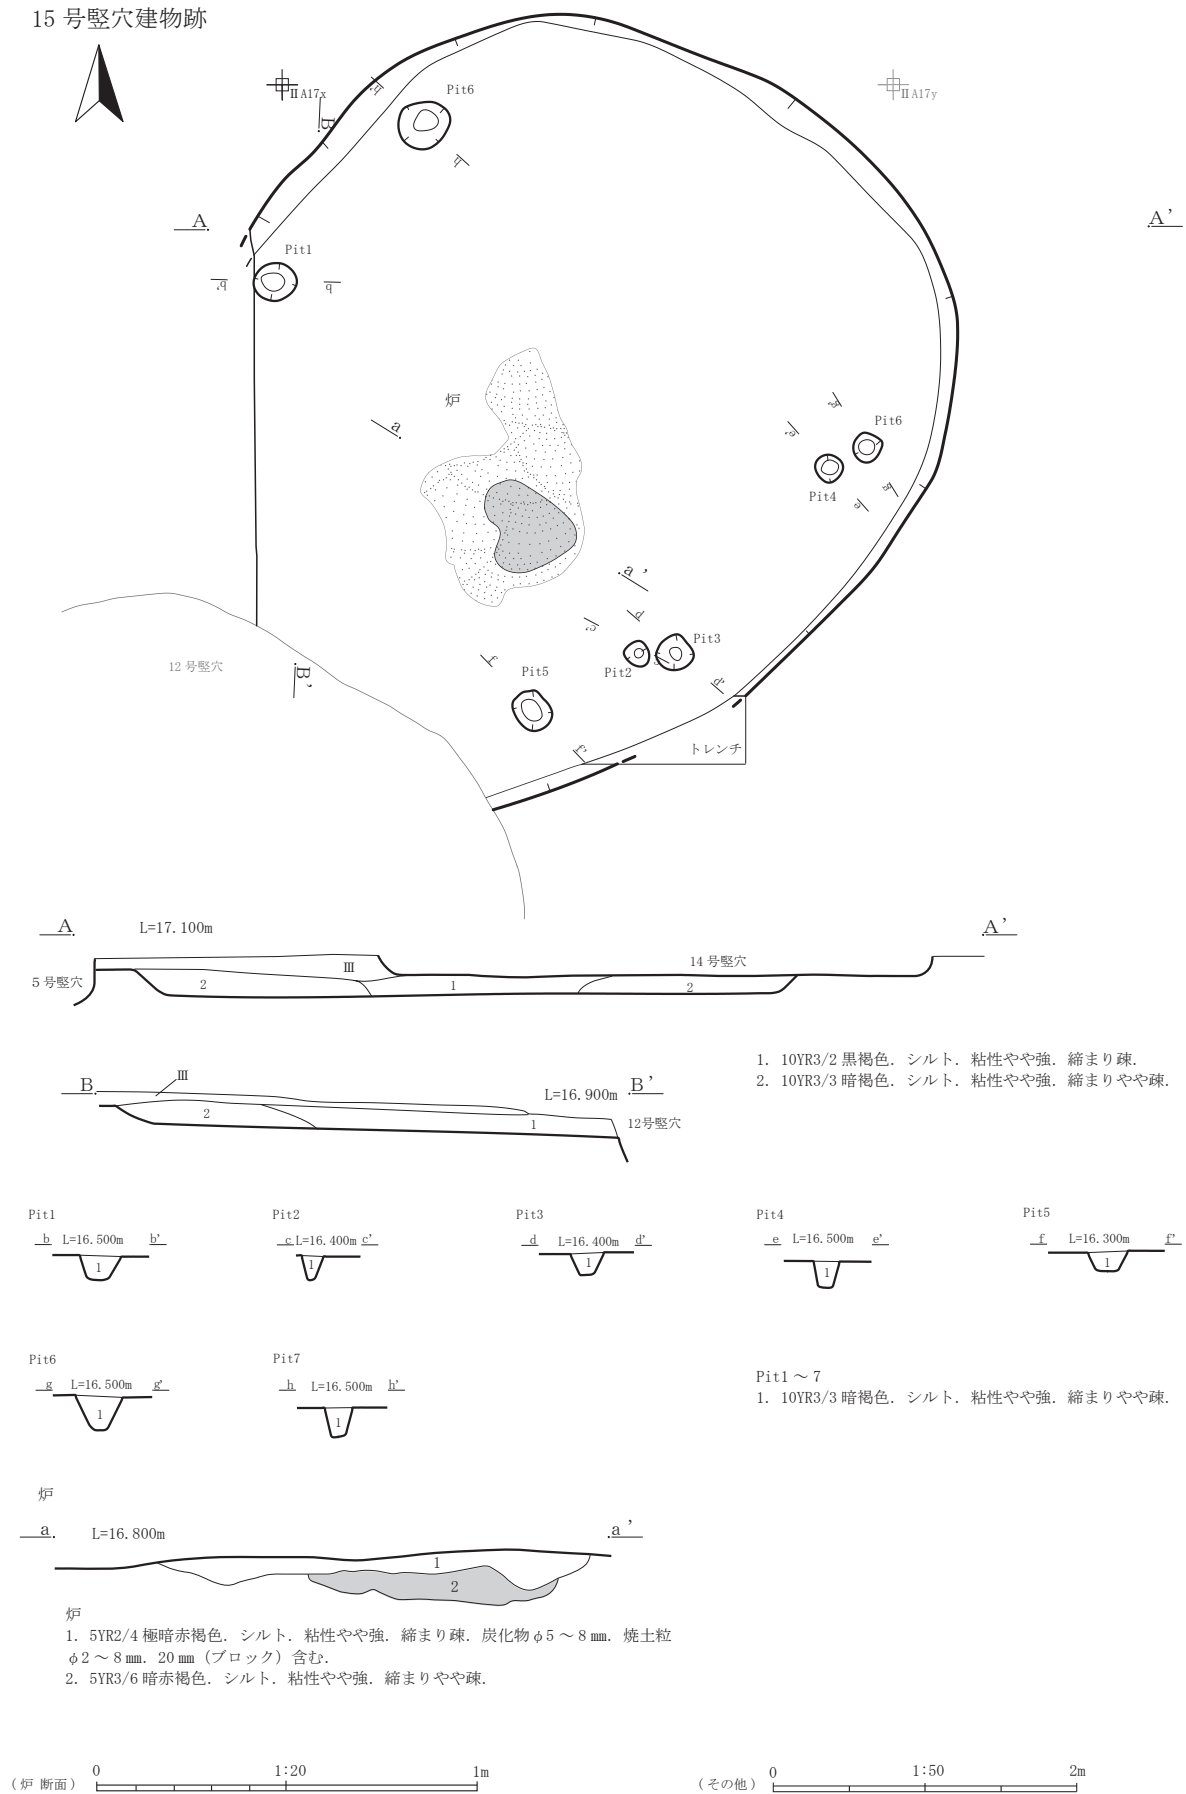 15 号竪穴建物跡
ⅡA17x
ⅡA17y
Pit6
h'
h
B
A
A'
Pit1
b'
b
炉
a
g'
e'
Pit6
Pit4
g
e
a'
d
c'
c
Pit3
Pit2
f
Pit5
d'
12 号竪穴
B'
f'
トレンチ
A
L=17.100m
A'
5 号竪穴
Ⅲ
14 号竪穴
2
1
2
B
Ⅲ
L=16.900m
B'
2
1
12号竪穴
1. 10YR3/2 黒褐色．シルト．粘性やや強．締まり疎．
2. 10YR3/3 暗褐色．シルト．粘性やや強．締まりやや疎．
Pit1
b L=16.500m b'
1
Pit2
c L=16.400m c'
1
Pit3
d L=16.400m d'
1
Pit4
e L=16.500m e'
1
Pit5
f L=16.300m f'
1
Pit6
g L=16.500m g'
1
Pit7
h L=16.500m h'
1
Pit1 ～ 7
1. 10YR3/3 暗褐色．シルト．粘性やや強．締まりやや疎．
炉
a
L=16.800m
a'
1
2
炉
1. 5YR2/4 極暗赤褐色．シルト．粘性やや強．締まり疎．炭化物φ5 ～ 8 ㎜．焼土粒
φ2 ～ 8 ㎜．20 ㎜（ブロック）含む．
2. 5YR3/6 暗赤褐色．シルト．粘性やや強．締まりやや疎．
（炉 断面）
0 1:20 1m
（その他）
0 1:50 2m